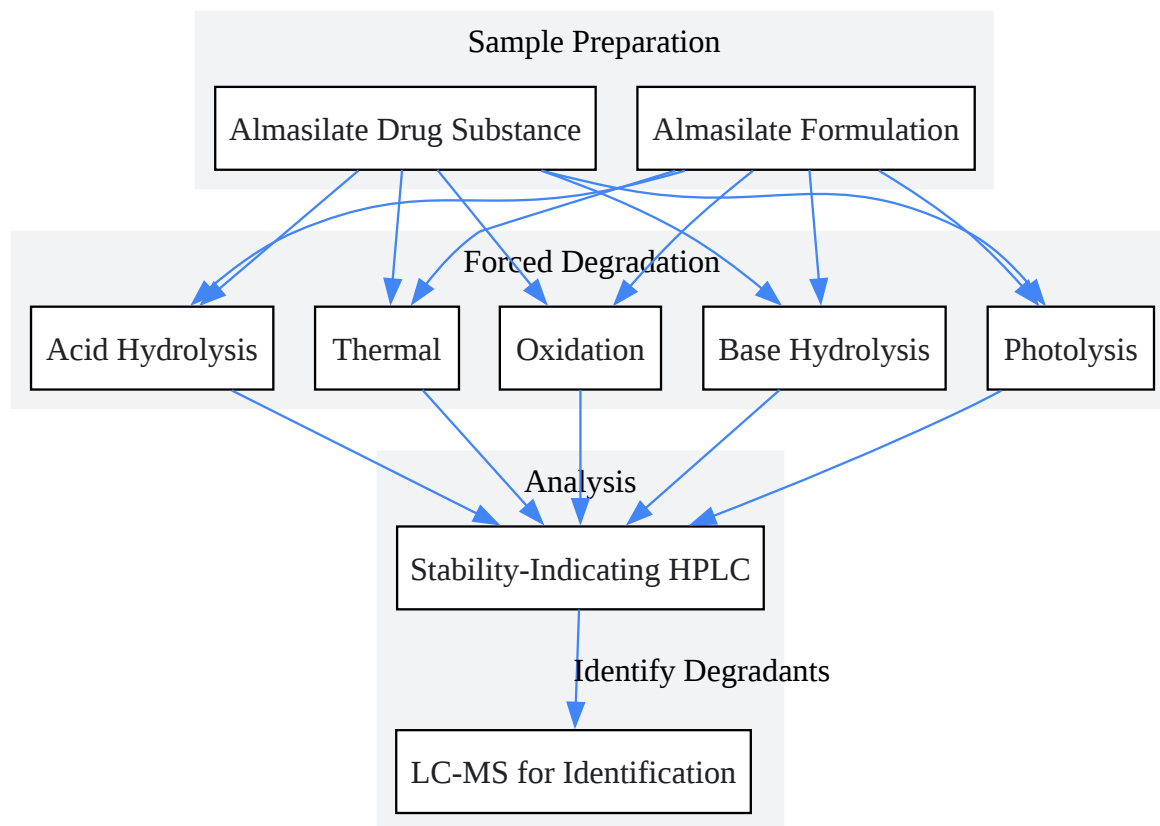 Sample Preparation
Almasilate Drug Substance
Almasilate Formulation
Forced Degradation
Acid Hydrolysis
Thermal
Oxidation
Base Hydrolysis
Photolysis
Analysis
Stability-Indicating HPLC
Identify Degradants
LC-MS for Identification